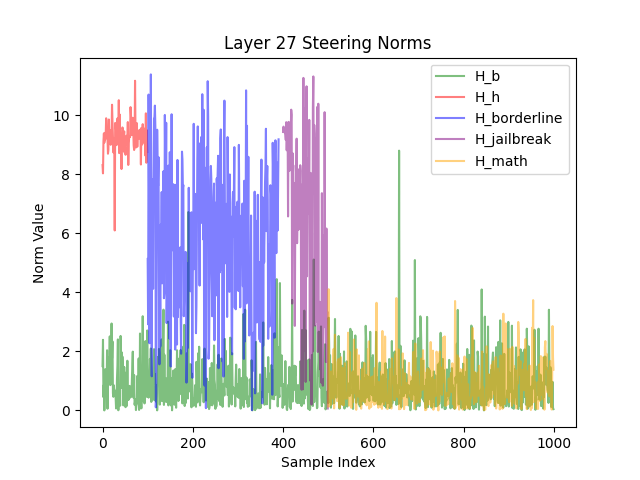 Layer 27 Steering Norms
H_b
H_h
H_borderline
H_jailbreak
H_math
10
8
6
4
2
0
Norm Value
0
200
400
600
800
1000
Sample Index